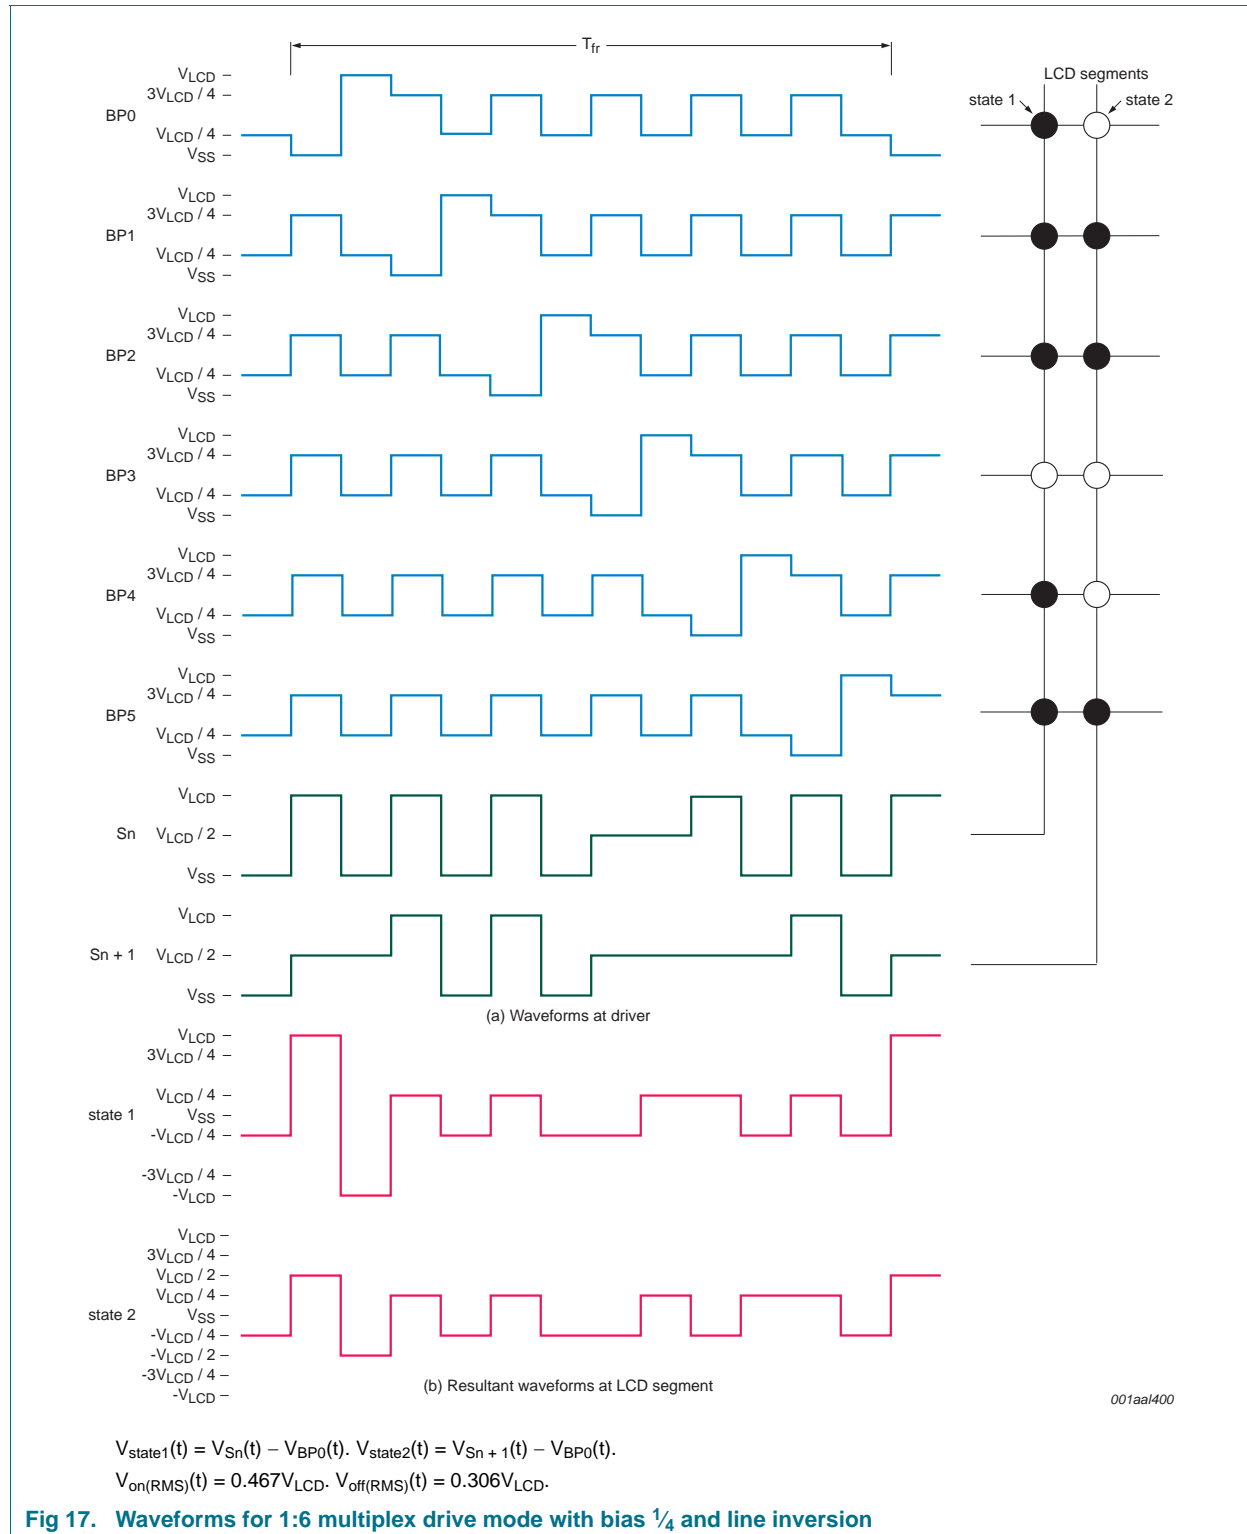 T_fr
LCD segments
state 1
state 2
BP0
V_LCD
3V_LCD / 4
V_LCD / 4
V_SS
BP1
V_LCD
3V_LCD / 4
V_LCD / 4
V_SS
BP2
V_LCD
3V_LCD / 4
V_LCD / 4
V_SS
BP3
V_LCD
3V_LCD / 4
V_LCD / 4
V_SS
BP4
V_LCD
3V_LCD / 4
V_LCD / 4
V_SS
BP5
V_LCD
3V_LCD / 4
V_LCD / 4
V_SS
Sn
V_LCD
V_LCD / 2
V_SS
Sn + 1
V_LCD
V_LCD / 2
V_SS
(a) Waveforms at driver
state 1
V_LCD
3V_LCD / 4
V_LCD / 4
V_SS
-V_LCD / 4
-3V_LCD / 4
-V_LCD
state 2
V_LCD
3V_LCD / 4
V_LCD / 2
V_LCD / 4
V_SS
-V_LCD / 4
-V_LCD / 2
-3V_LCD / 4
-V_LCD
(b) Resultant waveforms at LCD segment
001aal400
V_state1(t) = V_Sn(t) − V_BP0(t). V_state2(t) = V_Sn + 1(t) − V_BP0(t).
V_on(RMS)(t) = 0.467V_LCD. V_off(RMS)(t) = 0.306V_LCD.
Fig 17. Waveforms for 1:6 multiplex drive mode with bias 1⁄4 and line inversion